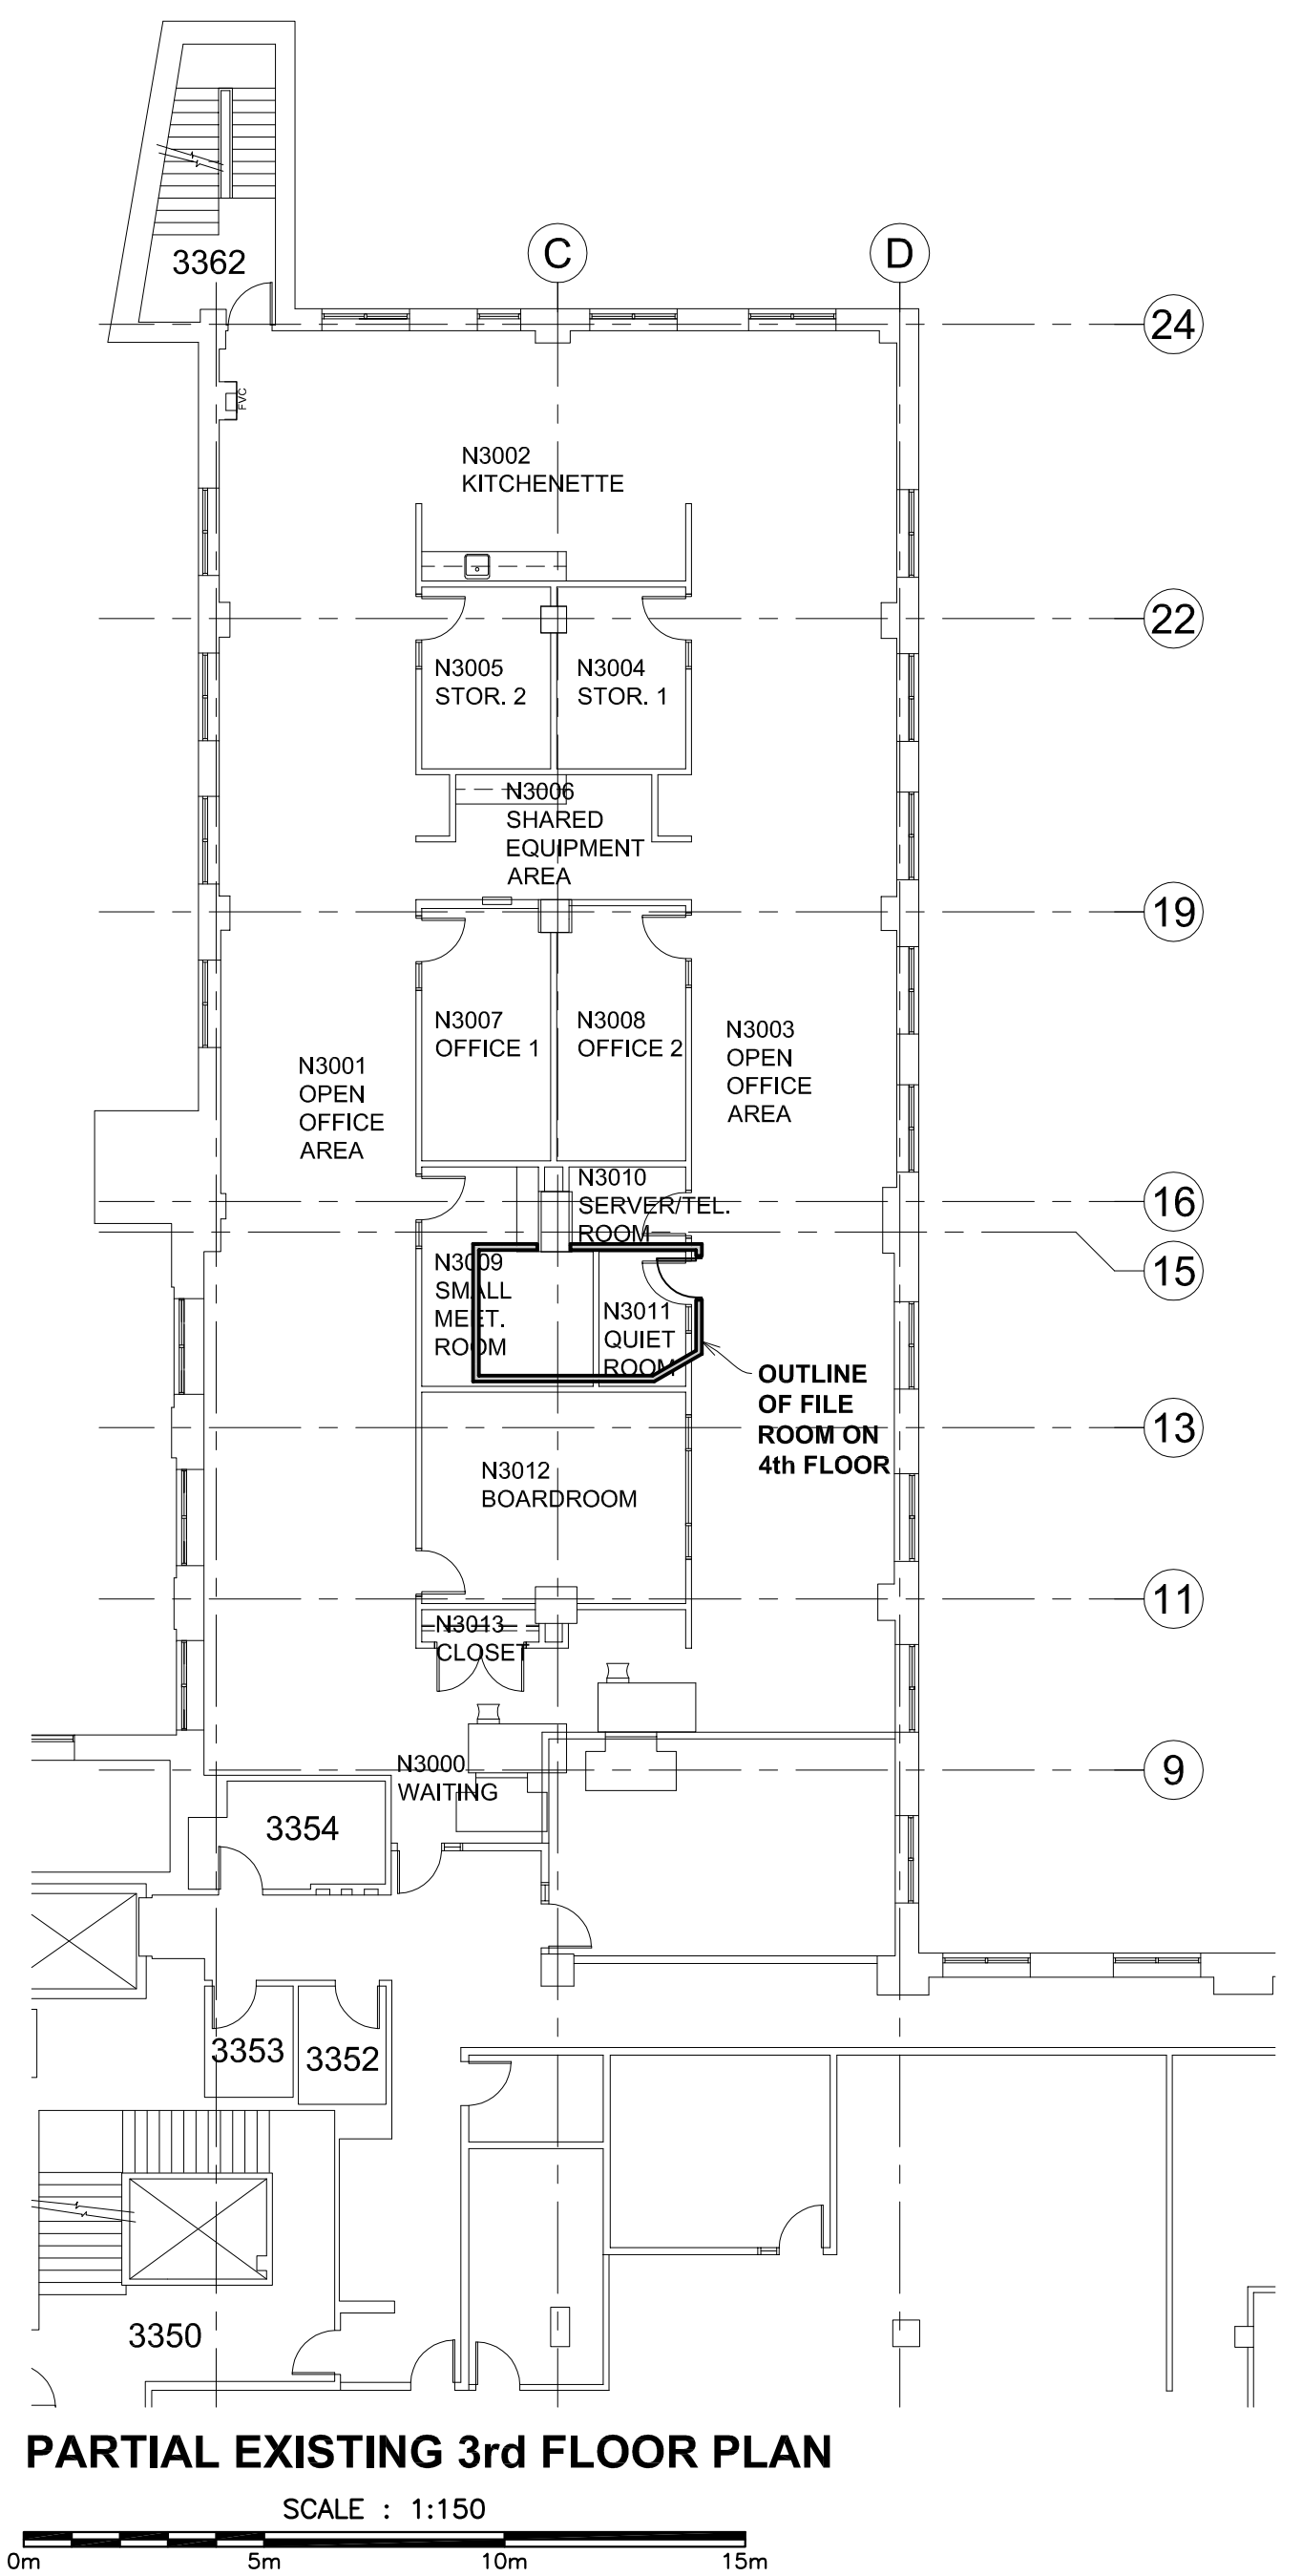 3362
C
D
24
FVC
N3002
KITCHENETTE
22
N3005
STOR. 2
N3004
STOR. 1
N3006
SHARED
EQUIPMENT
AREA
19
N3007
OFFICE 1
N3008
OFFICE 2
N3003
OPEN
OFFICE
AREA
N3001
OPEN
OFFICE
AREA
N3010
SERVER/TEL.
ROOM
16
15
N3009
SMALL
MEET.
ROOM
N3011
QUIET
ROOM
OUTLINE
OF FILE
ROOM ON
4th FLOOR
13
N3012
BOARDROOM
11
N3013
CLOSET
N3000
WAITING
9
3354
3353
3352
3350
PARTIAL EXISTING 3rd FLOOR PLAN
SCALE : 1:150
0m 5m 10m 15m